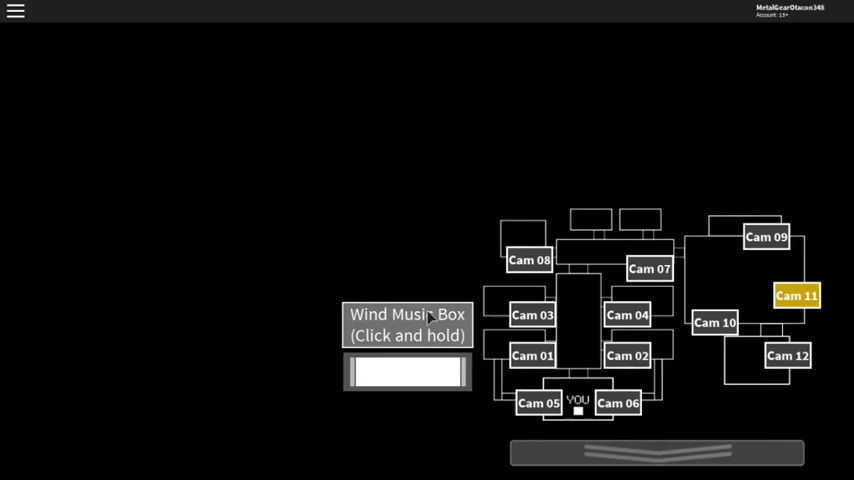 MetalGearOtacon348
Account: 13+
Cam 09
Cam 08
Cam 07
Cam 11
Wind Music Box
(Click and hold)
Cam 03
Cam 04
Cam 10
Cam 01
Cam 02
Cam 12
Cam 05
YOU
Cam 06